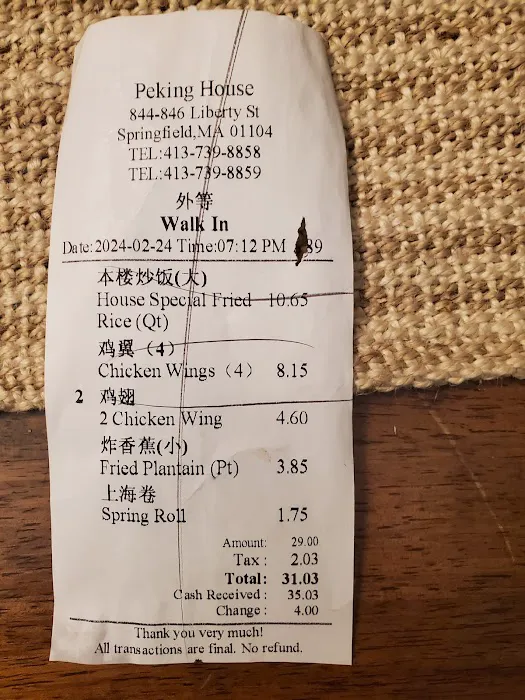 Peking House
844-846 Liberty St
Springfield,MA 01104
TEL:413-739-8858
TEL:413-739-8859
外等
Walk In
Date:2024-02-24 Time:07:12 PM
本楼炒饭(大)
House Special Fried 10.65
Rice (Qt)
鸡翼 (4)
Chicken Wings (4) 8.15
2 鸡翅
2 Chicken Wing 4.60
炸香蕉(小)
Fried Plantain (Pt) 3.85
上海卷
Spring Roll 1.75
Amount: 29.00
Tax : 2.03
Total: 31.03
Cash Received : 35.03
Change : 4.00
Thank you very much!
All transactions are final. No refund.